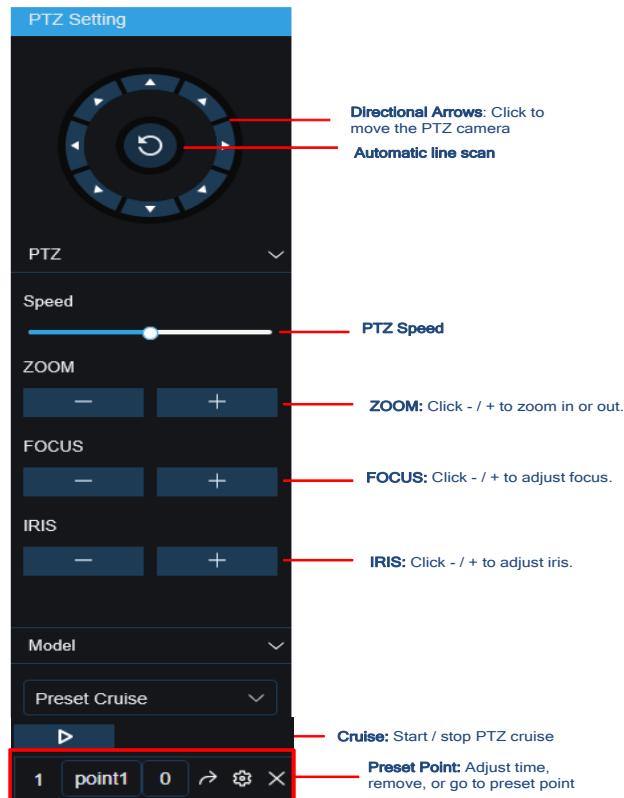 PTZ Setting
Directional Arrows: Click to
move the PTZ camera
Automatic line scan
PTZ
Speed
PTZ Speed
ZOOM
— +
ZOOM: Click - / + to zoom in or out.
FOCUS
— +
FOCUS: Click - / + to adjust focus.
IRIS
— +
IRIS: Click - / + to adjust iris.
Model
Preset Cruise
Cruise: Start / stop PTZ cruise
1 point1 0
Preset Point: Adjust time,
remove, or go to preset point